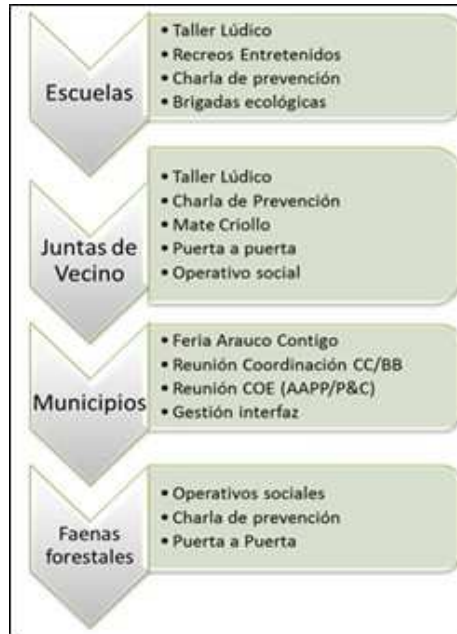 Escuelas
• Taller Lúdico
• Recreos Entretenidos
• Charla de prevención
• Brigadas ecológicas
Juntas de
Vecino
• Taller Lúdico
• Charla de Prevención
• Mate Criollo
• Puerta a puerta
• Operativo social
Municipios
• Feria Arauco Contigo
• Reunión Coordinación CC/BB
• Reunión COE (AAPP/P&C)
• Gestión interfaz
Faenas
forestales
• Operativos sociales
• Charla de prevención
• Puerta a Puerta